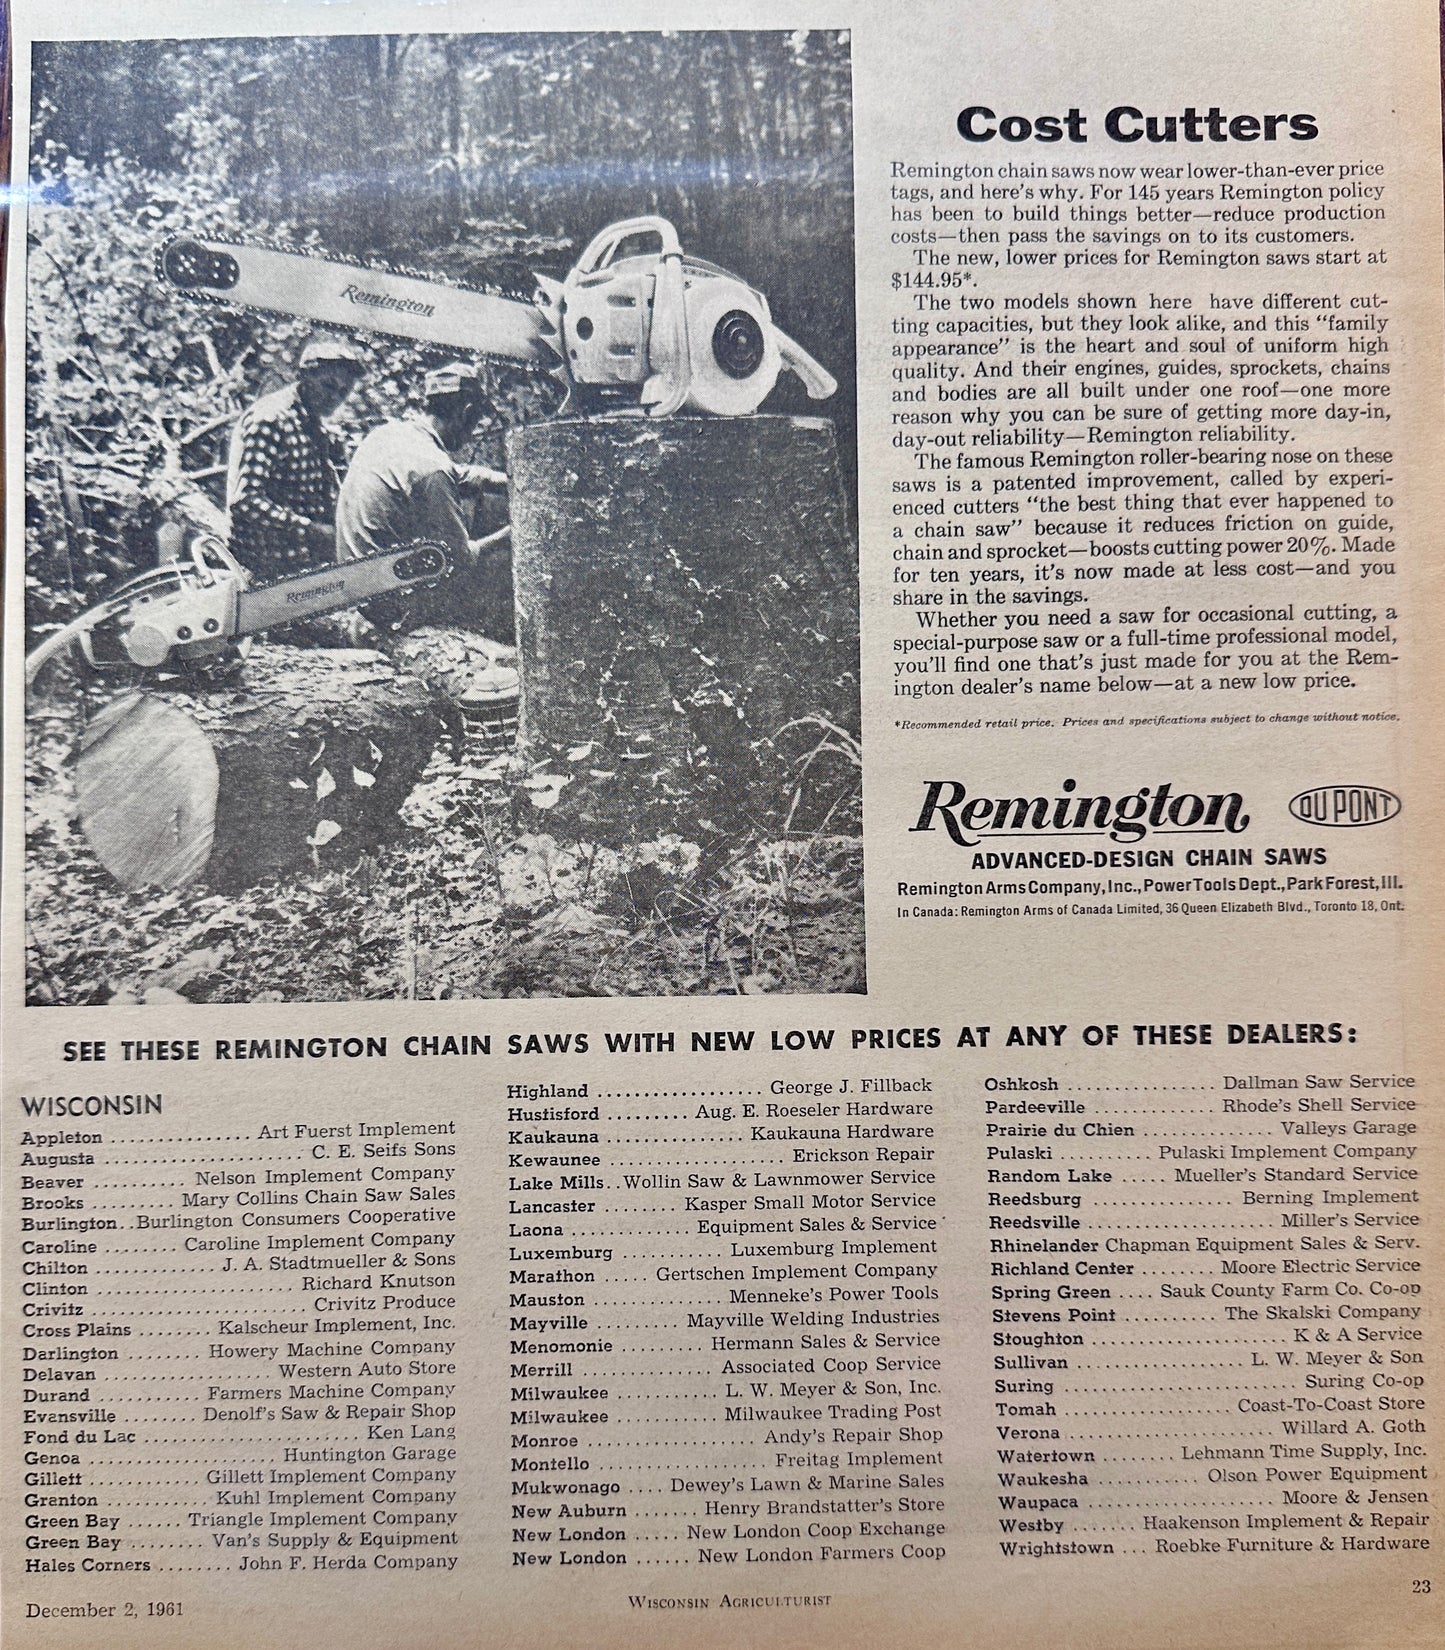 Cost Cutters
Remington chain saws now wear lower-than-ever price
tags, and here's why. For 145 years Remington policy
has been to build things better—reduce production
costs—then pass the savings on to its customers.
The new, lower prices for Remington saws start at
$144.95*.
The two models shown here have different cut-
ting capacities, but they look alike, and this "family
appearance" is the heart and soul of uniform high
quality. And their engines, guides, sprockets, chains
and bodies are all built under one roof—one more
reason why you can be sure of getting more day-in,
day-out reliability—Remington reliability.
The famous Remington roller-bearing nose on these
saws is a patented improvement, called by experi-
enced cutters "the best thing that ever happened to
a chain saw" because it reduces friction on guide,
chain and sprocket—boosts cutting power 20%. Made
for ten years, it's now made at less cost—and you
share in the savings.
Whether you need a saw for occasional cutting, a
special-purpose saw or a full-time professional model,
you'll find one that's just made for you at the Rem-
ington dealer's name below—at a new low price.
*Recommended retail price. Prices and specifications subject to change without notice.
Remington
Remington
Remington
DU PONT
ADVANCED-DESIGN CHAIN SAWS
Remington Arms Company, Inc., Power Tools Dept., Park Forest, Ill.
In Canada: Remington Arms of Canada Limited, 36 Queen Elizabeth Blvd., Toronto 18, Ont.
SEE THESE REMINGTON CHAIN SAWS WITH NEW LOW PRICES AT ANY OF THESE DEALERS:
WISCONSIN
Appleton ............... Art Fuerst Implement
Augusta ..................... C. E. Seifs Sons
Beaver .......... Nelson Implement Company
Brooks ......... Mary Collins Chain Saw Sales
Burlington..Burlington Consumers Cooperative
Caroline ........ Caroline Implement Company
Chilton ............. J. A. Stadtmueller & Sons
Clinton ...................... Richard Knutson
Crivitz ........................ Crivitz Produce
Cross Plains ........ Kalscheur Implement, Inc.
Darlington ........ Howery Machine Company
Delavan .................. Western Auto Store
Durand ........... Farmers Machine Company
Evansville ........ Denolf's Saw & Repair Shop
Fond du Lac ....................... Ken Lang
Genoa ..................... Huntington Garage
Gillett ............ Gillett Implement Company
Granton ........... Kuhl Implement Company
Green Bay ...... Triangle Implement Company
Green Bay ........ Van's Supply & Equipment
Hales Corners ........ John F. Herda Company
Highland .................. George J. Fillback
Hustisford ......... Aug. E. Roeseler Hardware
Kaukauna ............... Kaukauna Hardware
Kewaunee ................... Erickson Repair
Lake Mills..Wollin Saw & Lawnmower Service
Lancaster ........ Kasper Small Motor Service
Laona ............. Equipment Sales & Service
Luxemburg ........... Luxemburg Implement
Marathon ..... Gertschen Implement Company
Mauston .............. Menneke's Power Tools
Mayville ......... Mayville Welding Industries
Menomonie ......... Hermann Sales & Service
Merrill .............. Associated Coop Service
Milwaukee ........... L. W. Meyer & Son, Inc.
Milwaukee ........... Milwaukee Trading Post
Monroe .................. Andy's Repair Shop
Montello .................... Freitag Implement
Mukwonago .... Dewey's Lawn & Marine Sales
New Auburn ....... Henry Brandstatter's Store
New London ..... New London Coop Exchange
New London ...... New London Farmers Coop
Oshkosh ................ Dallman Saw Service
Pardeeville ............. Rhode's Shell Service
Prairie du Chien .............. Valleys Garage
Pulaski .......... Pulaski Implement Company
Random Lake ..... Mueller's Standard Service
Reedsburg .............. Berning Implement
Reedsville .................... Miller's Service
Rhinelander Chapman Equipment Sales & Serv.
Richland Center ........ Moore Electric Service
Spring Green .... Sauk County Farm Co. Co-op
Stevens Point .......... The Skalski Company
Stoughton ..................... K & A Service
Sullivan .................. L. W. Meyer & Son
Suring ......................... Suring Co-op
Tomah .................. Coast-To-Coast Store
Verona ....................... Willard A. Goth
Watertown ........ Lehmann Time Supply, Inc.
Waukesha ........... Olson Power Equipment
Waupaca .................... Moore & Jensen
Westby ....... Haakenson Implement & Repair
Wrightstown ... Roebke Furniture & Hardware
December 2, 1961
WISCONSIN AGRICULTURIST
23